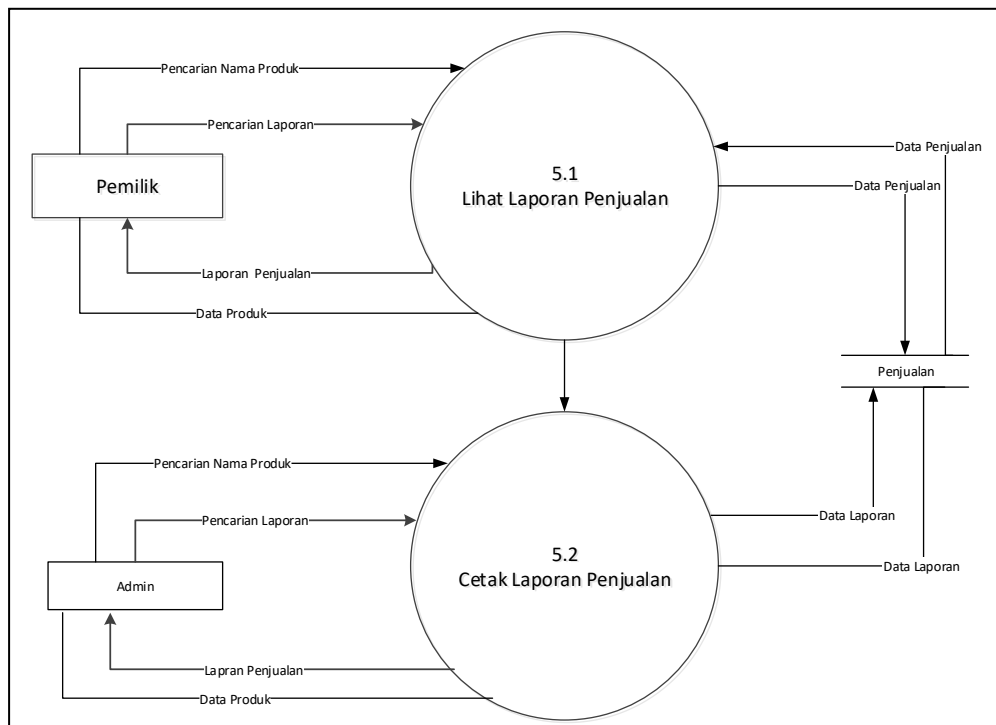 Pencarian Nama Produk
Pencarian Laporan
Pemilik
Laporan Penjualan
Data Produk
5.1
Lihat Laporan Penjualan
Data Penjualan
Data Penjualan
Penjualan
Pencarian Nama Produk
Pencarian Laporan
Admin
Lapran Penjualan
Data Produk
5.2
Cetak Laporan Penjualan
Data Laporan
Data Laporan